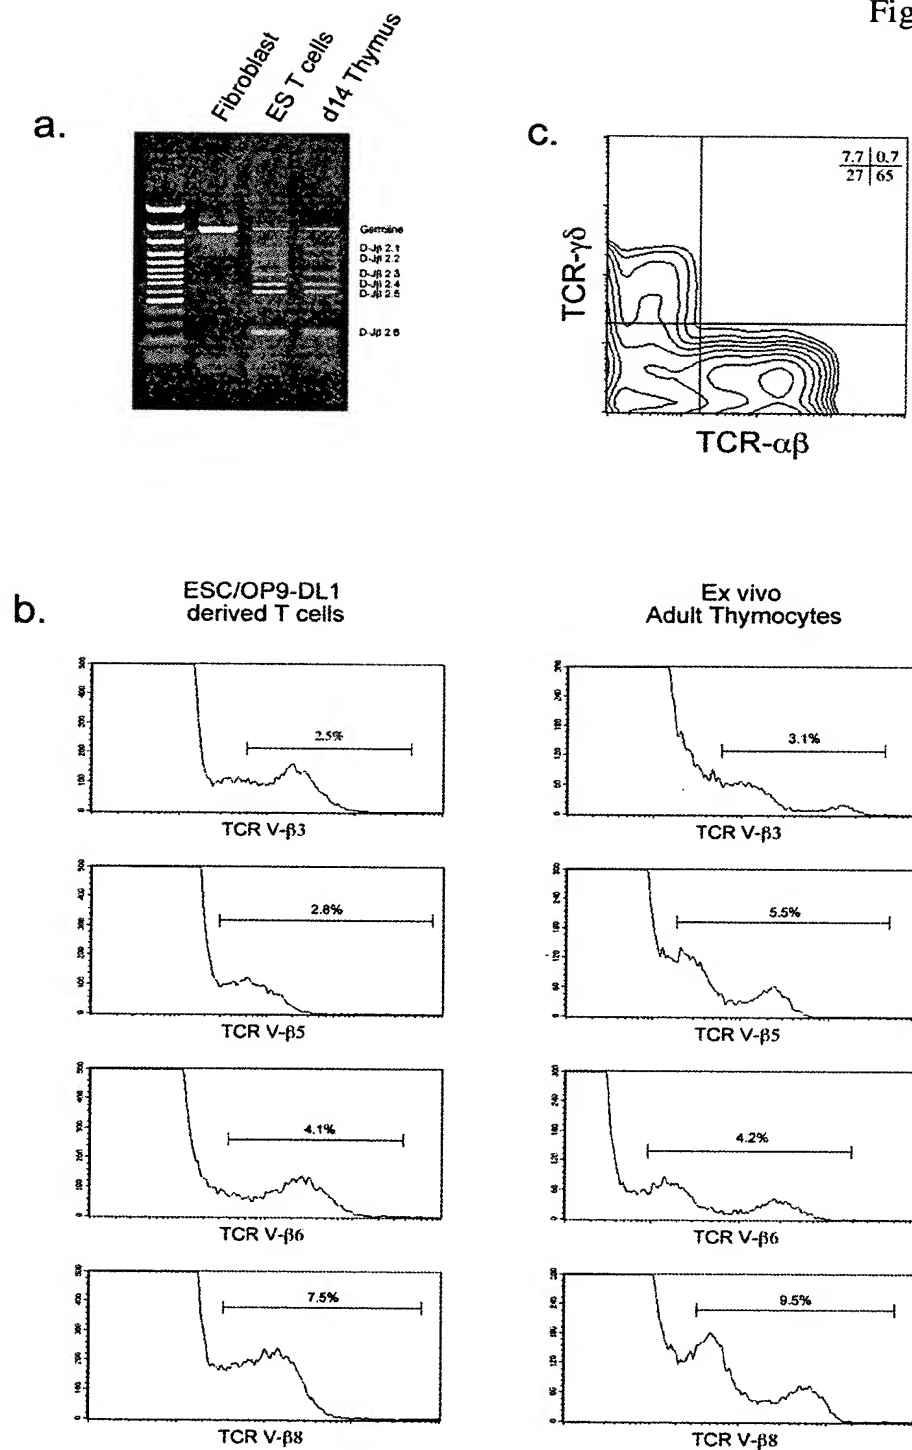 Fig
a.
Fibroblast
ES T cells
d14 Thymus
Germline
D-Jβ 2.1
D-Jβ 2.2
D-Jβ 2.3
D-Jβ 2.4
D-Jβ 2.5
D-Jβ 2.6
c.
7.7 0.7
27 65
TCR-γδ
TCR-αβ
b.
ESC/OP9-DL1
derived T cells
Ex vivo
Adult Thymocytes
2.5%
TCR V-β3
3.1%
TCR V-β3
2.8%
TCR V-β5
5.5%
TCR V-β5
4.1%
TCR V-β6
4.2%
TCR V-β6
7.5%
TCR V-β8
9.5%
TCR V-β8